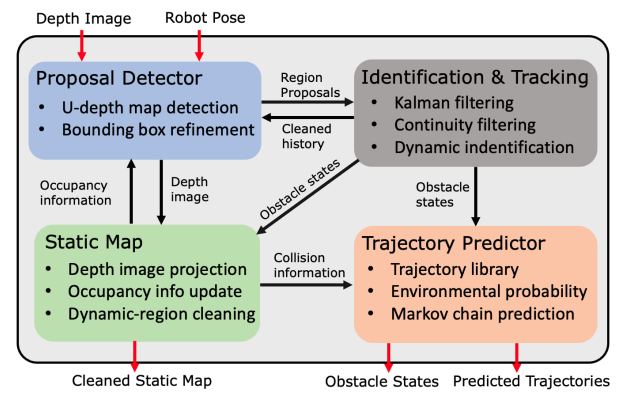 Depth Image
Robot Pose
Proposal Detector
• U-depth map detection
• Bounding box refinement
Region
Proposals
Cleaned
history
Identification & Tracking
• Kalman filtering
• Continuity filtering
• Dynamic indentification
Occupancy
information
Depth
image
Obstacle states
Obstacle
states
Static Map
• Depth image projection
• Occupancy info update
• Dynamic-region cleaning
Collision
information
Trajectory Predictor
• Trajectory library
• Environmental probability
• Markov chain prediction
Cleaned Static Map
Obstacle States
Predicted Trajectories